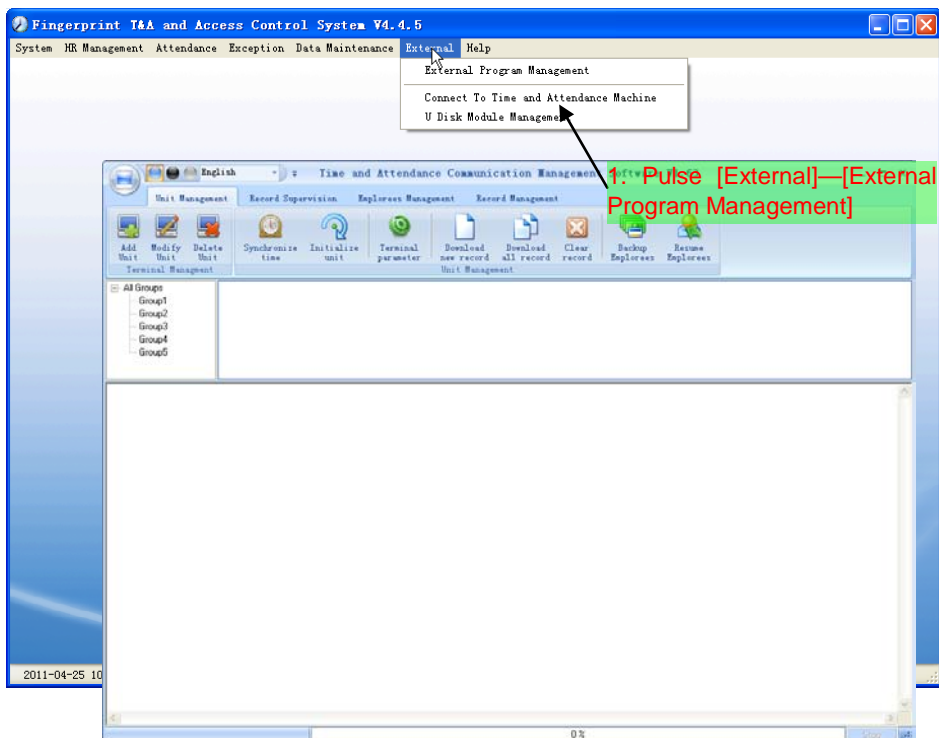 Fingerprint T&A and Access Control System V4.4.5
System HR Management Attendance Exception Data Maintenance External Help
External Program Management
Connect To Time and Attendance Machine
U Disk Module Manageme
English Time and Attendance Communication Managemen
1. Pulse [External]—[External
Program Management]
Unit Management Record Supervision Employees Management Record Management
Add Unit
Modify Unit
Delete Unit
Synchronize time
Initialize unit
Terminal parameter
Download new record
Download all record
Clear record
Backup Employees
Resume Employees
Terminal Management
Unit Management
All Groups
Group1
Group2
Group3
Group4
Group5
2011-04-25 10
0%
Stop